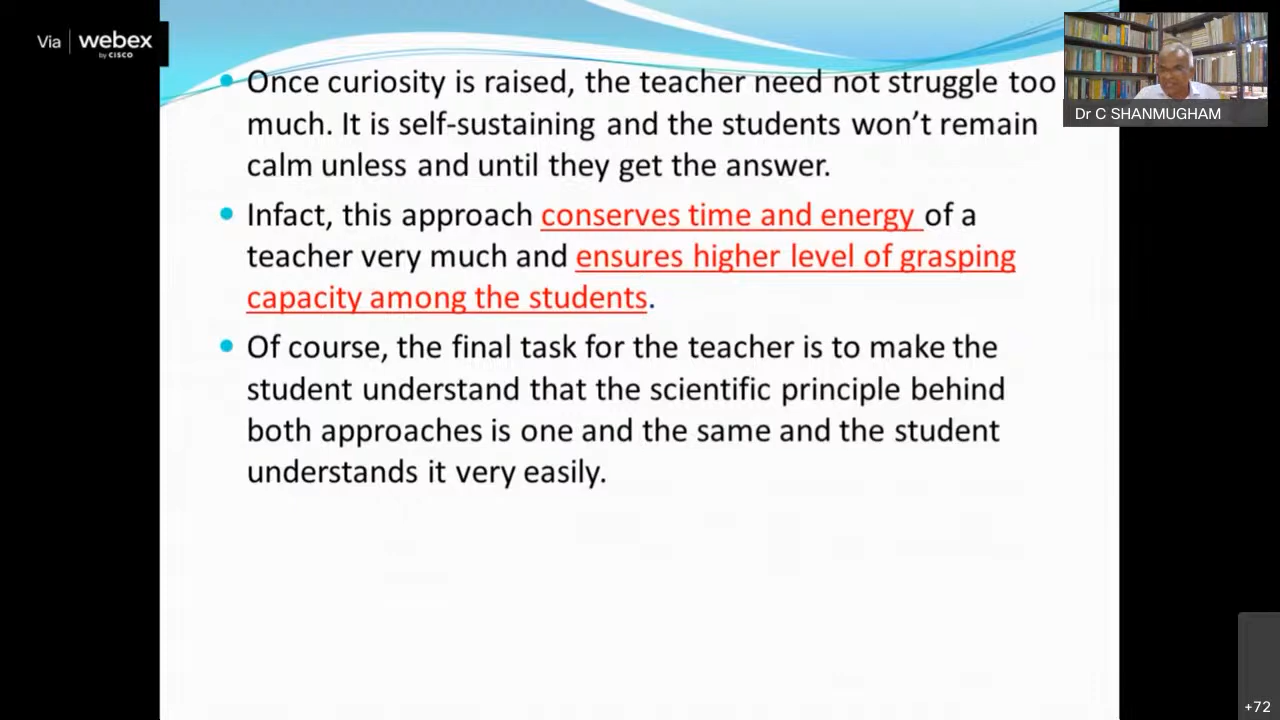 Via webex
by CISCO
Dr C SHANMUGHAM
Once curiosity is raised, the teacher need not struggle too
much. It is self-sustaining and the students won't remain
calm unless and until they get the answer.
Infact, this approach conserves time and energy of a
teacher very much and ensures higher level of grasping
capacity among the students.
Of course, the final task for the teacher is to make the
student understand that the scientific principle behind
both approaches is one and the same and the student
understands it very easily.
+72